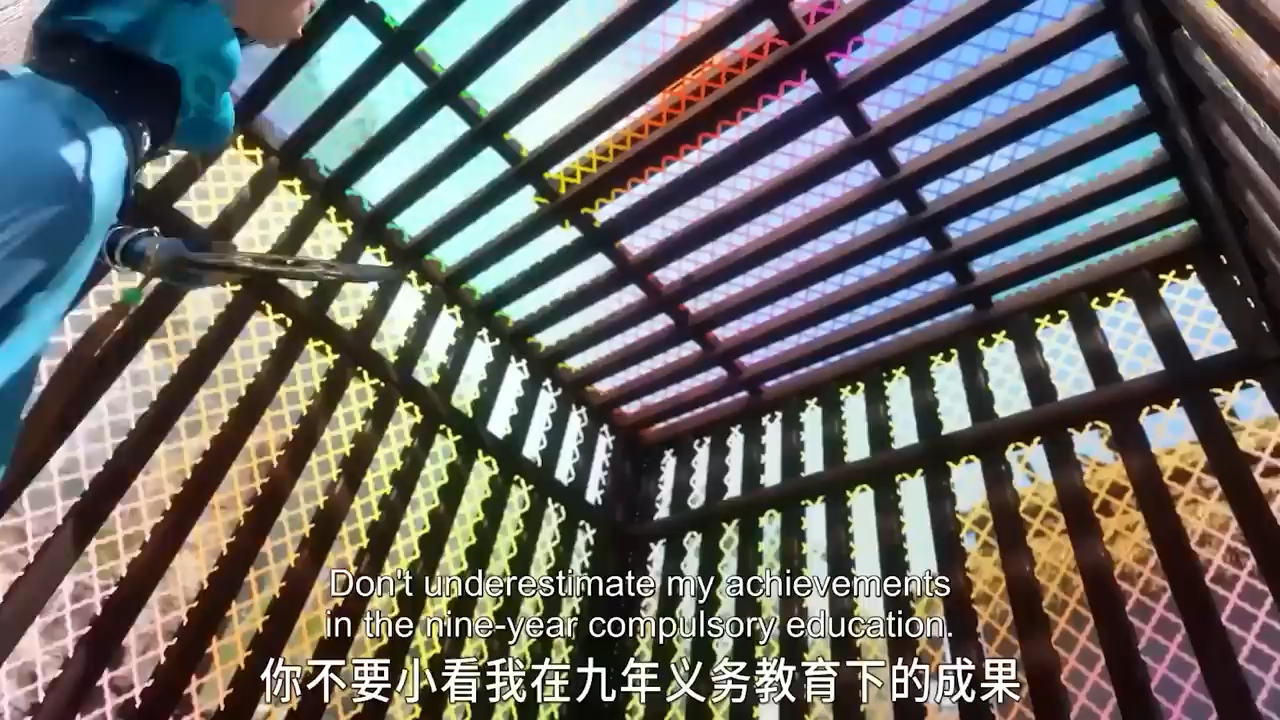 Don't underestimate my achievements
in the nine-year compulsory education.
你不要小看我在九年义务教育下的成果